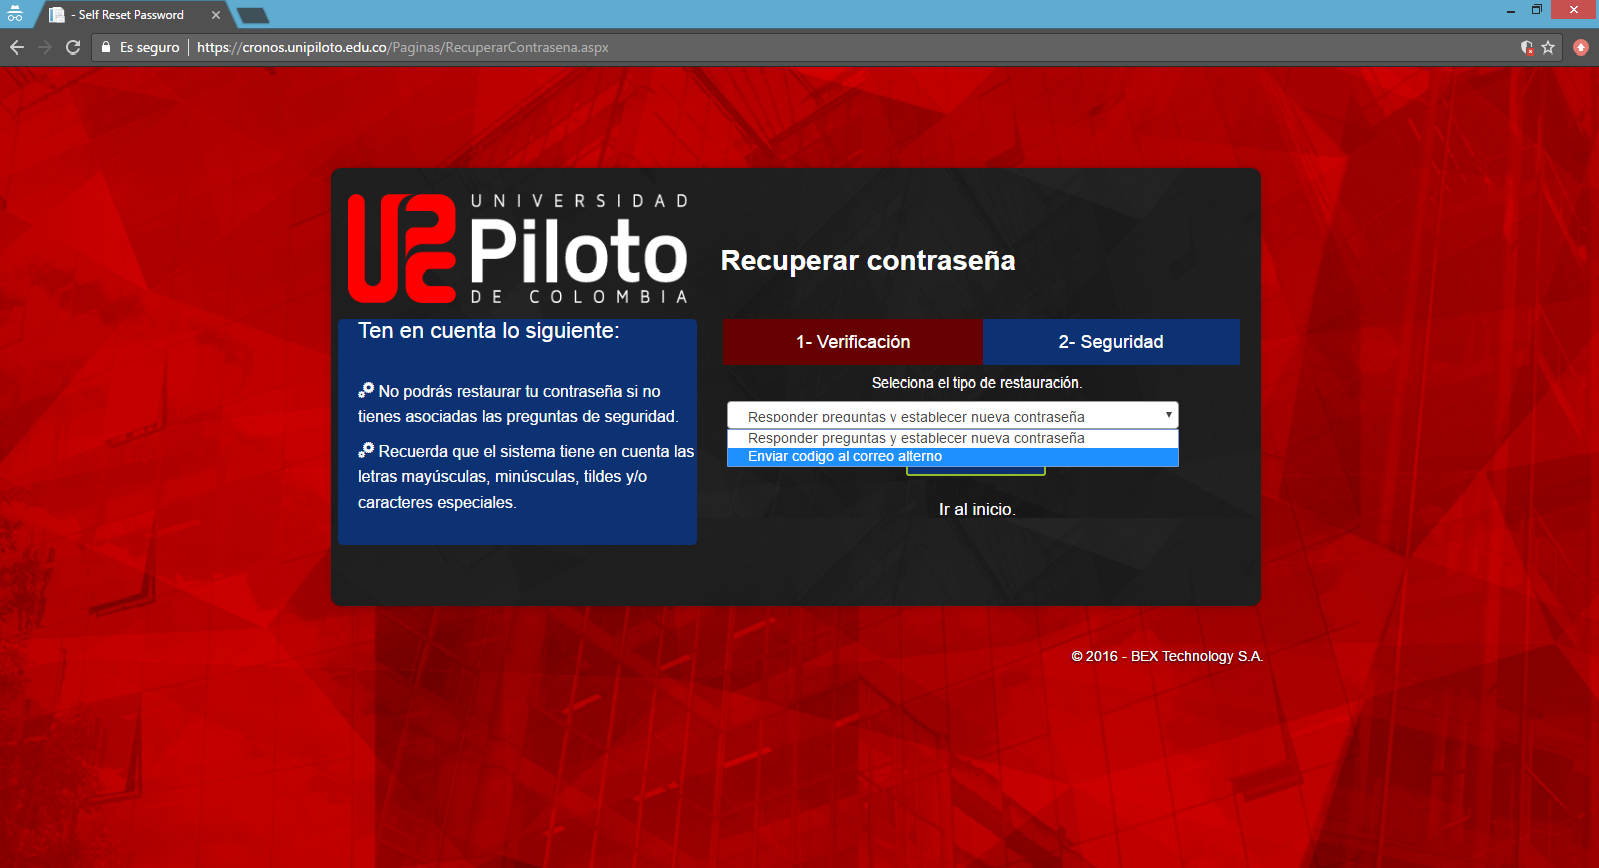 - Self Reset Password
Es seguro
https://cronos.unipiloto.edu.co/Paginas/RecuperarContrasena.aspx
UNIVERSIDAD
Piloto
DE COLOMBIA
Recuperar contraseña
Ten en cuenta lo siguiente:
No podrás restaurar tu contraseña si no
tienes asociadas las preguntas de seguridad.
Recuerda que el sistema tiene en cuenta las
letras mayúsculas, minúsculas, tildes y/o
caracteres especiales.
1- Verificación
2- Seguridad
Selecciona el tipo de restauración.
Responder preguntas y establecer nueva contraseña
Responder preguntas y establecer nueva contraseña
Enviar codigo al correo alterno
Ir al inicio.
© 2016 - BEX Technology S.A.